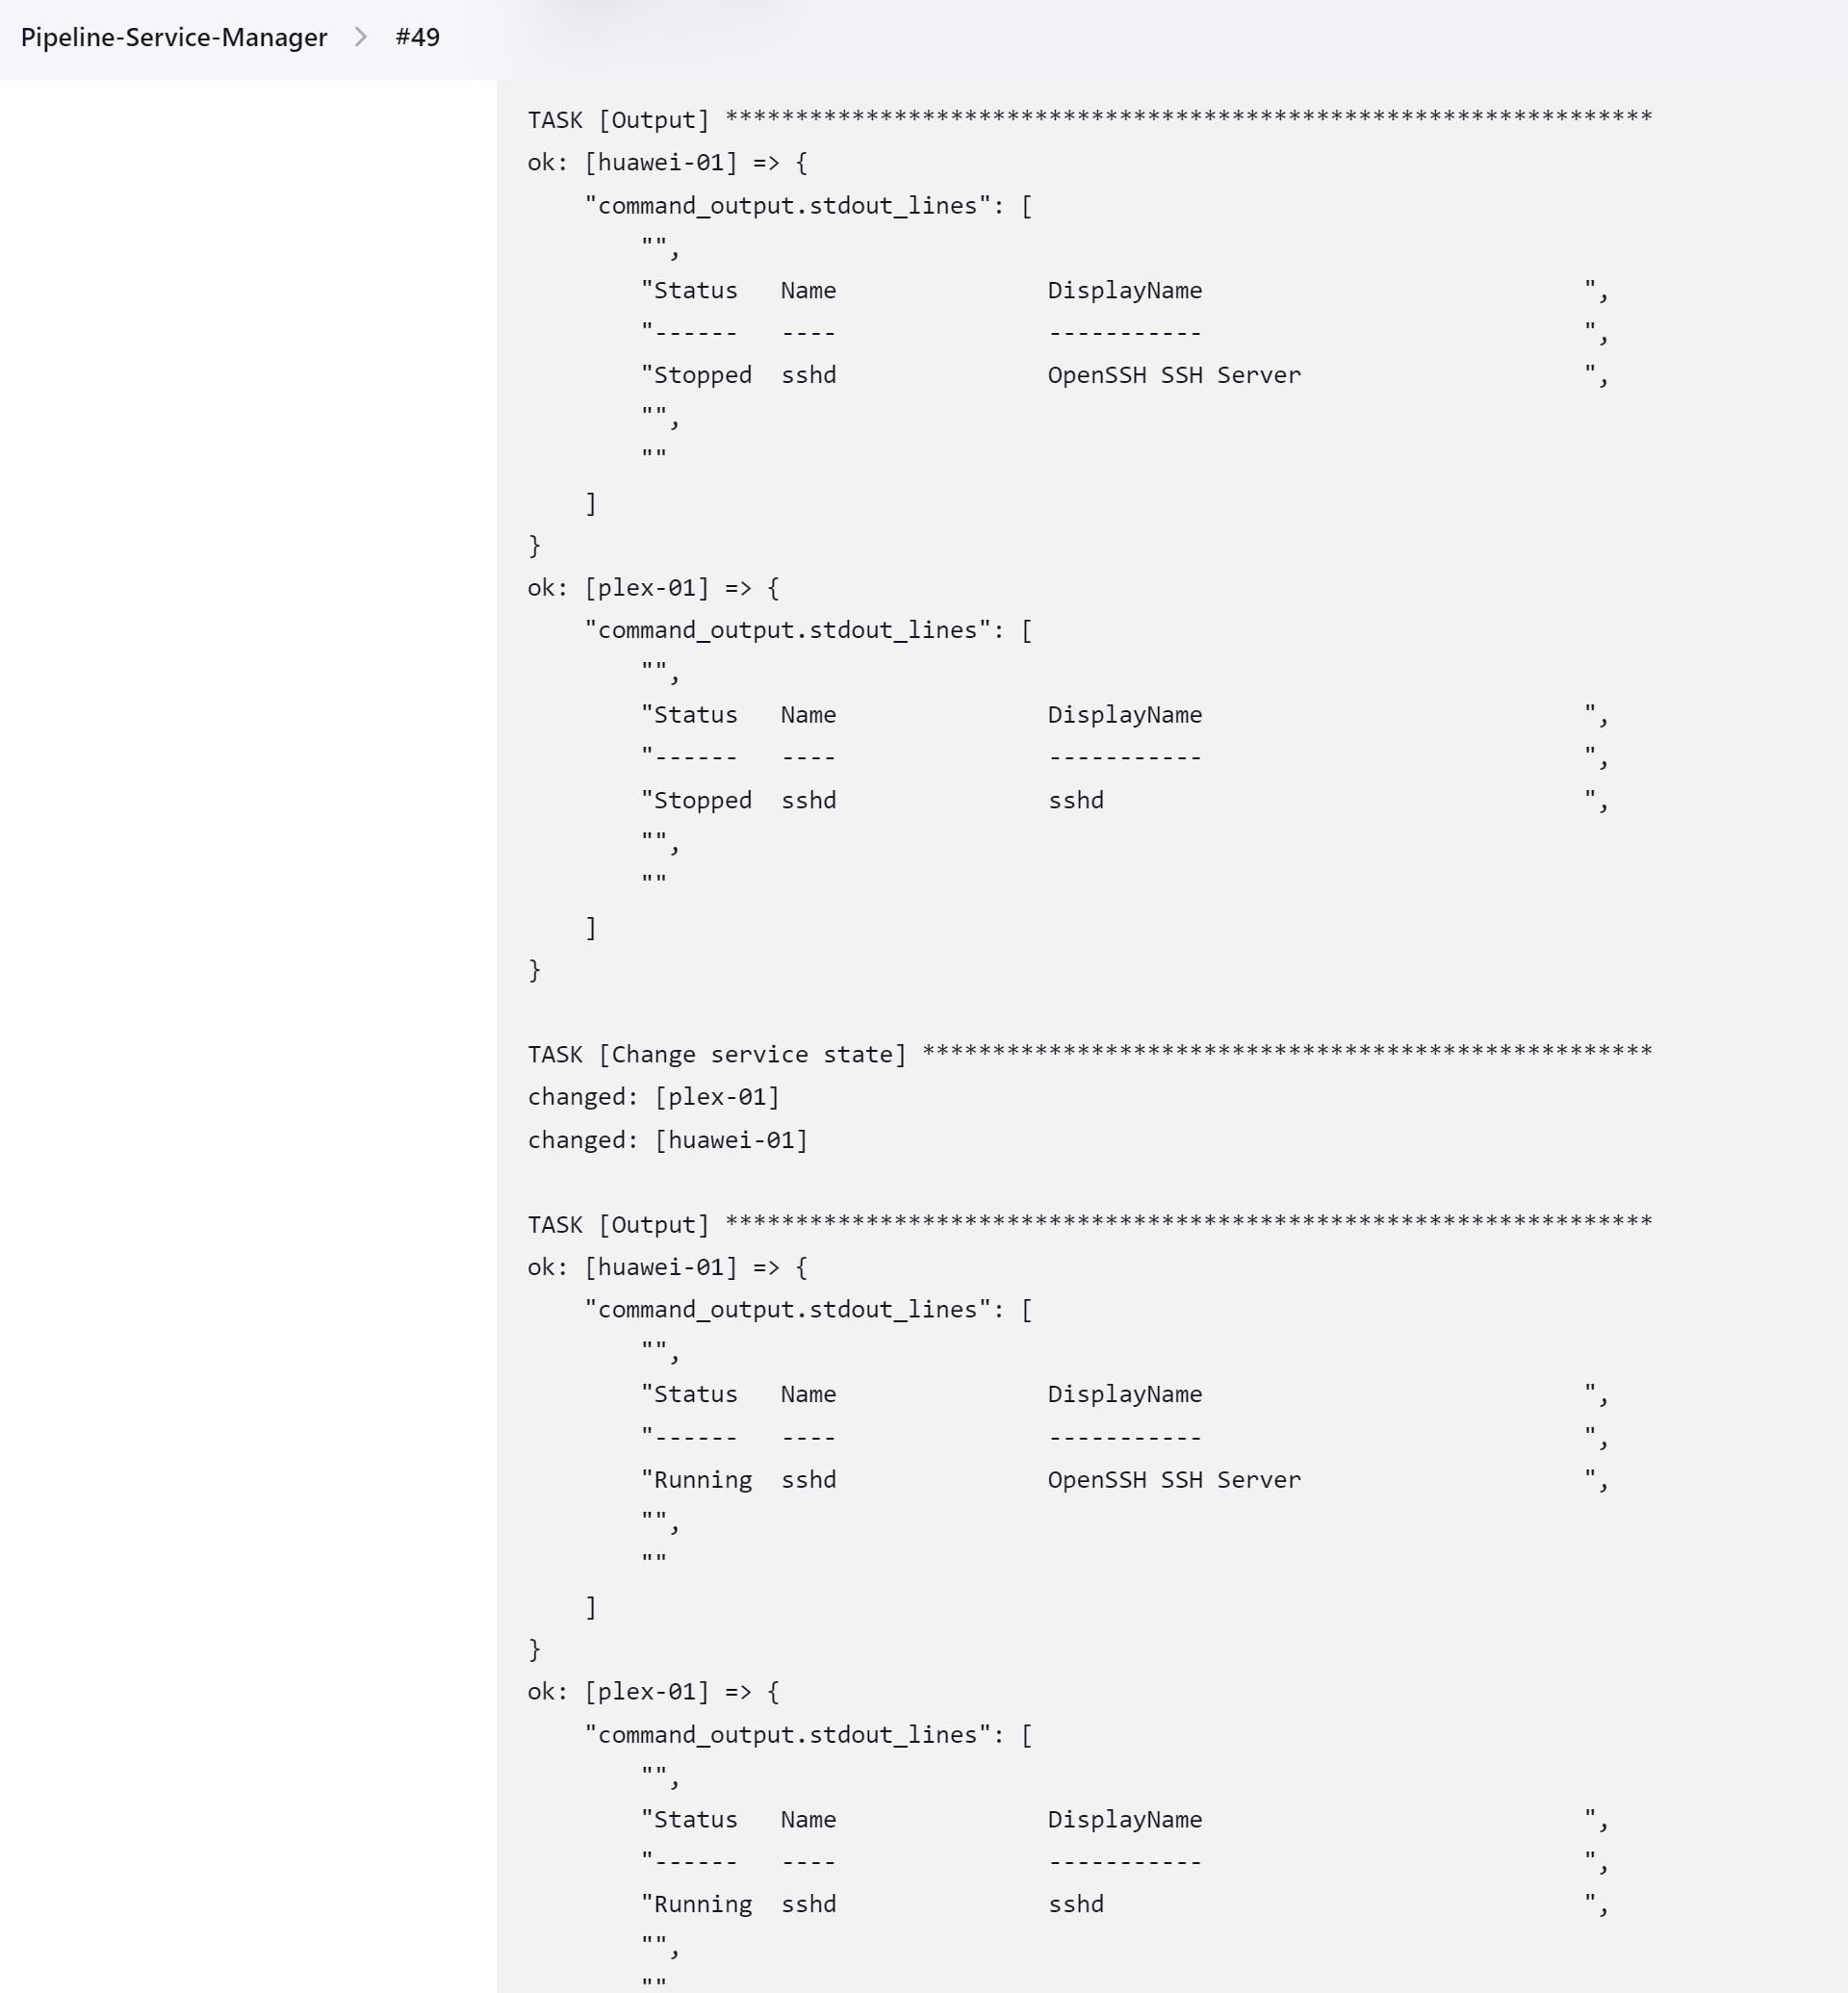 Pipeline-Service-Manager > #49
TASK [Output] ******************************************************************
ok: [huawei-01] => {
    "command_output.stdout_lines": [
        "",
        "Status   Name               DisplayName                           ",
        "------   ----               -----------                           ",
        "Stopped  sshd               OpenSSH SSH Server                    ",
        "",
        ""
    ]
}
ok: [plex-01] => {
    "command_output.stdout_lines": [
        "",
        "Status   Name               DisplayName                           ",
        "------   ----               -----------                           ",
        "Stopped  sshd               sshd                                  ",
        "",
        ""
    ]
}
TASK [Change service state] ****************************************************
changed: [plex-01]
changed: [huawei-01]
TASK [Output] ******************************************************************
ok: [huawei-01] => {
    "command_output.stdout_lines": [
        "",
        "Status   Name               DisplayName                           ",
        "------   ----               -----------                           ",
        "Running  sshd               OpenSSH SSH Server                    ",
        "",
        ""
    ]
}
ok: [plex-01] => {
    "command_output.stdout_lines": [
        "",
        "Status   Name               DisplayName                           ",
        "------   ----               -----------                           ",
        "Running  sshd               sshd                                  ",
        "",
        ""